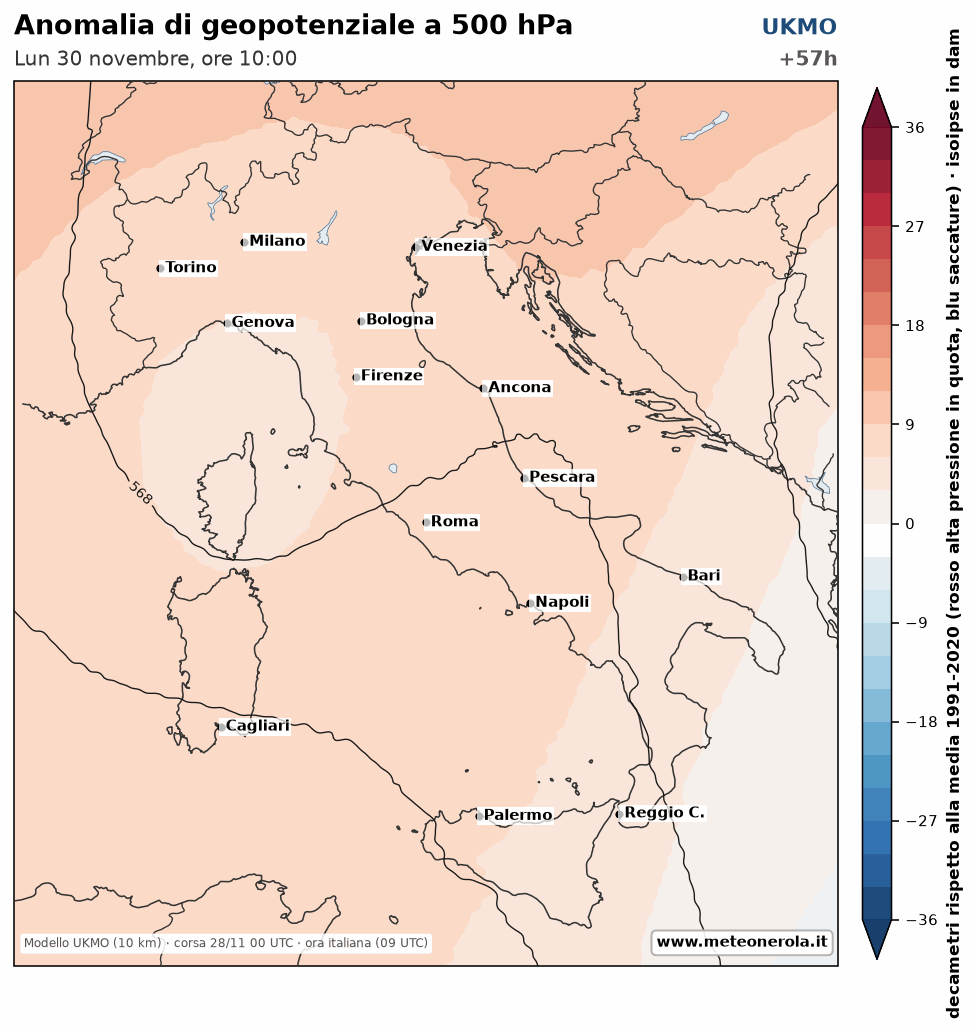 Anomalia di geopotenziale a 500 hPa
UKMO
Lun 30 novembre, ore 10:00
+57h
Milano
Venezia
Torino
Genova
Bologna
Firenze
Ancona
568
Pescara
Roma
Bari
Napoli
Cagliari
Palermo
Reggio C.
Modello UKMO (10 km) · corsa 28/11 00 UTC · ora italiana (09 UTC)
www.meteonerola.it
36
27
18
9
0
−9
−18
−27
−36
decametri rispetto alla media 1991-2020 (rosso alta pressione in quota, blu saccature) · isoipse in dam